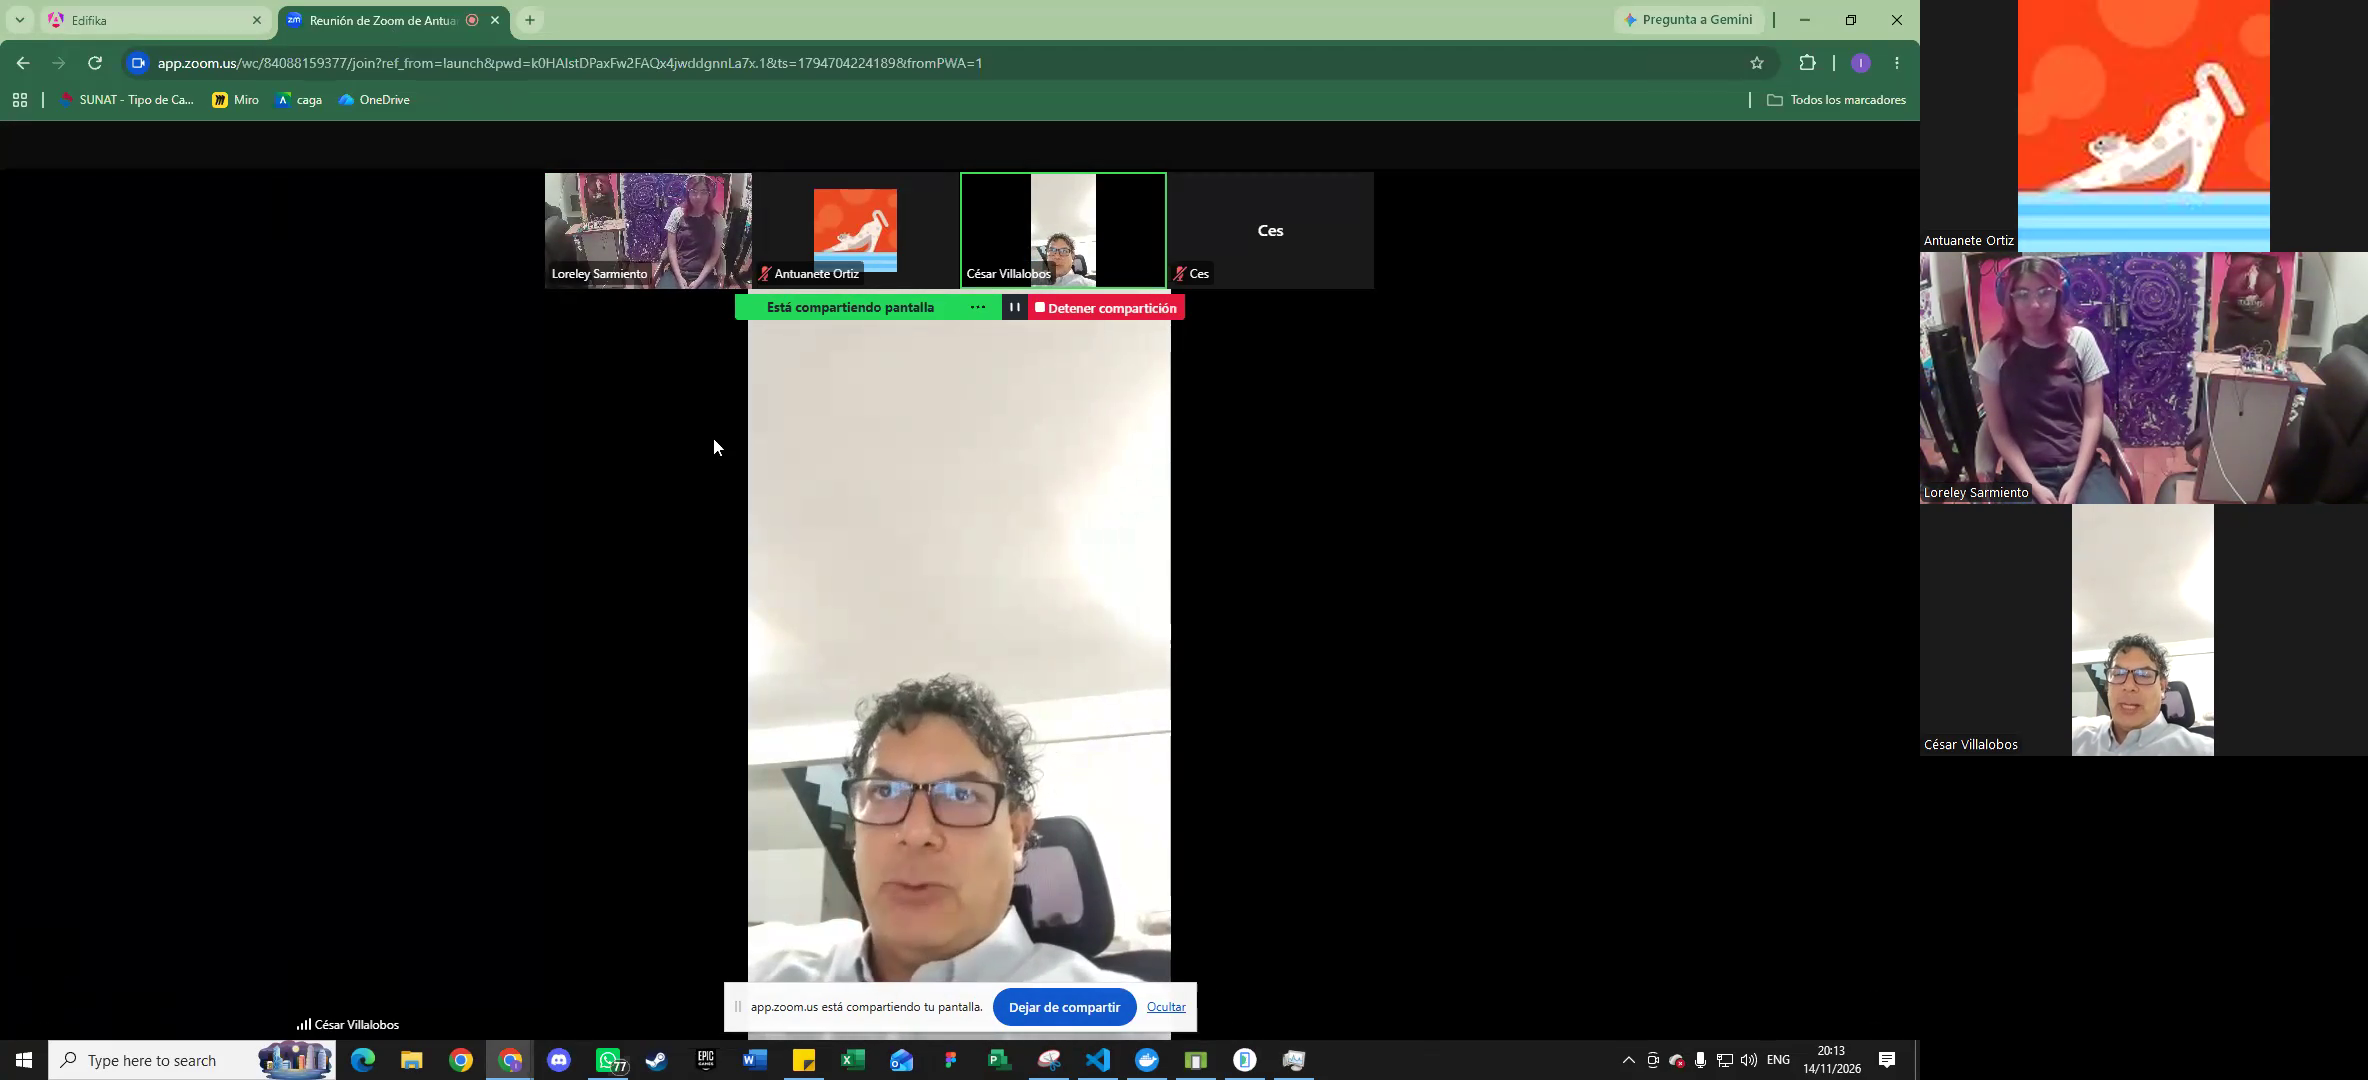 Edifika
Reunión de Zoom de Antua
Pregunta a Gemini
app.zoom.us/wc/84088159377/join?ref_from=launch&pwd=k0HAlstDPaxFw2FAQx4jwddgnnLa7x.1&ts=1794704224189&fromPWA=1
SUNAT - Tipo de Ca...
Miro
caga
OneDrive
Todos los marcadores
Loreley Sarmiento
Antuanete Ortiz
César Villalobos
Ces
Ces
Está compartiendo pantalla
Detener compartición
Antuanete Ortiz
Loreley Sarmiento
César Villalobos
app.zoom.us está compartiendo tu pantalla.
Dejar de compartir
Ocultar
César Villalobos
Type here to search
77
EPIC
GAMES
ENG
20:13
14/11/2026